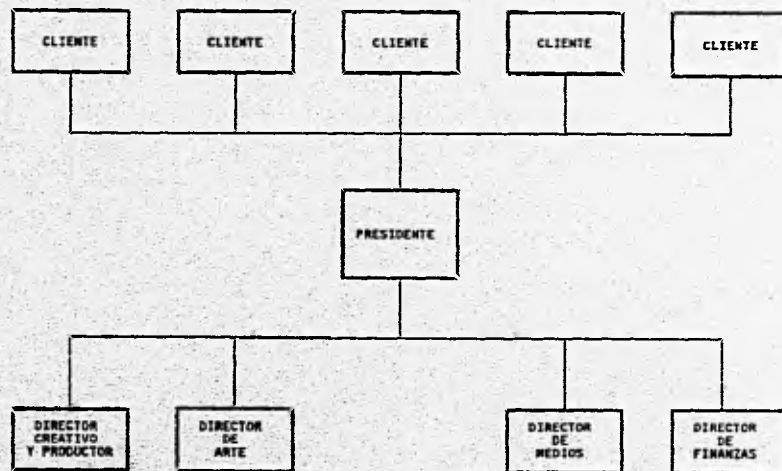 CLIENTE
CLIENTE
CLIENTE
CLIENTE
CLIENTE
PRESIDENTE
DIRECTOR
CREATIVO
Y PRODUCTOR
DIRECTOR
DE
ARTE
DIRECTOR
DE
MEDIOS
DIRECTOR
DE
FINANZAS